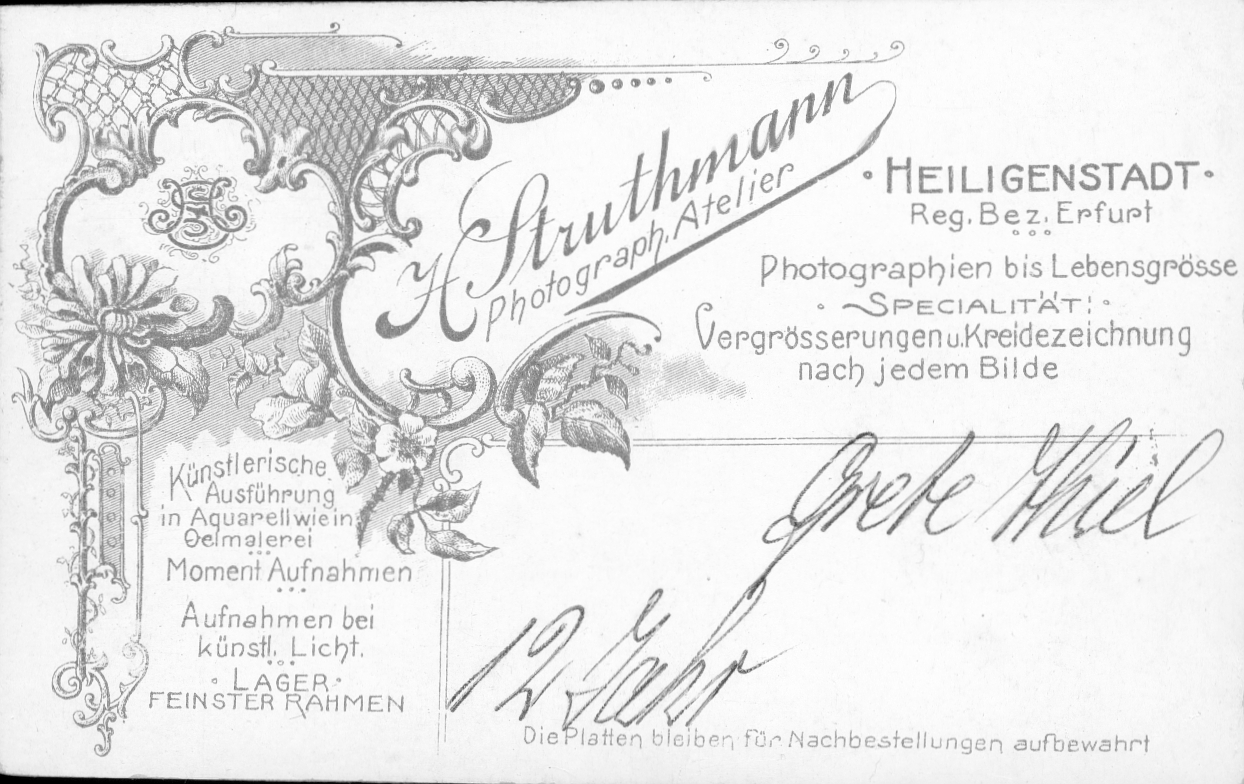 H Struthmann
Photograph. Atelier
· HEILIGENSTADT ·
Reg. Bez. Erfurt
Photographien bis Lebensgrösse
· SPECIALITÄT: ·
Vergrösserungen u. Kreidezeichnung
nach jedem Bilde
Künstlerische
Ausführung
in Aquarell wie in
Oelmalerei
Moment Aufnahmen
Aufnahmen bei
künstl. Licht.
· LAGER ·
FEINSTER RAHMEN
Grete Thiel
12 Jahr
Die Platten bleiben für Nachbestellungen aufbewahrt